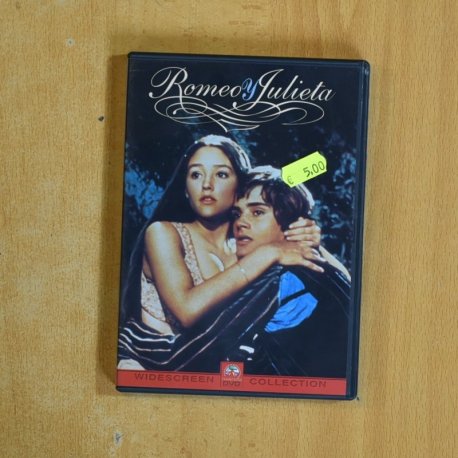 Romeo y Julieta
€ 5,00
WIDESCREEN DVD COLLECTION